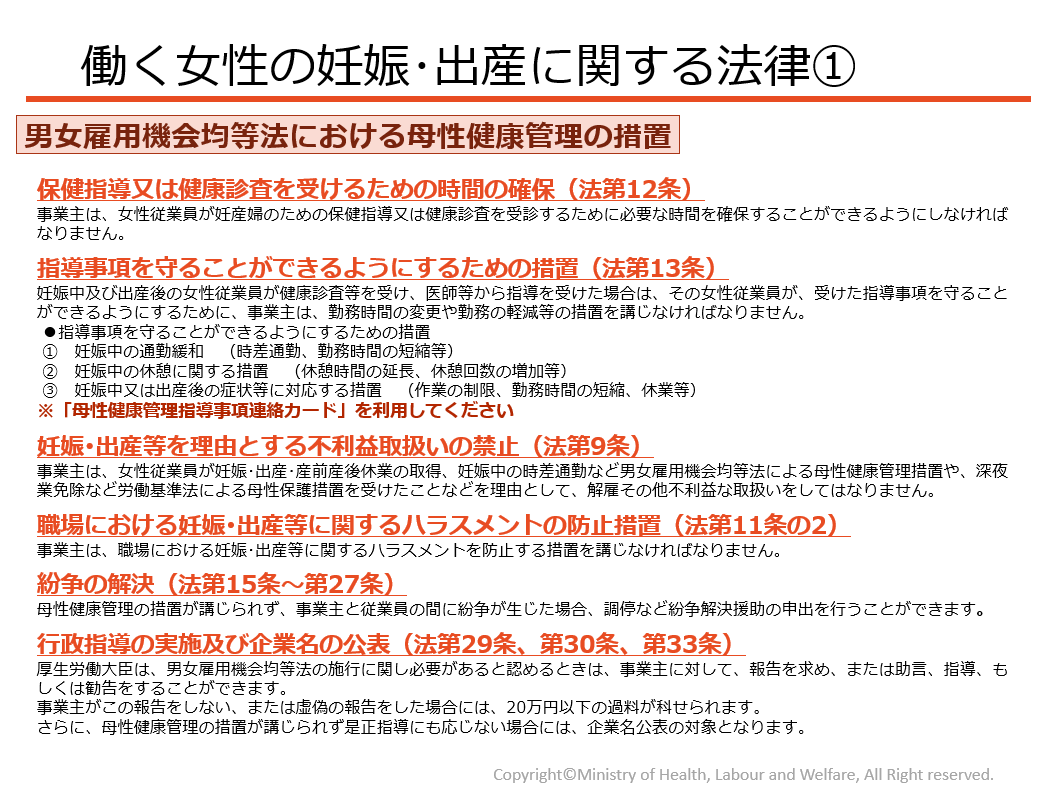 働く女性の妊娠･出産に関する法律①
男女雇用機会均等法における母性健康管理の措置
保健指導又は健康診査を受けるための時間の確保（法第12条）
事業主は、女性従業員が妊産婦のための保健指導又は健康診査を受診するために必要な時間を確保することができるようにしなければ
なりません。
指導事項を守ることができるようにするための措置（法第13条）
妊娠中及び出産後の女性従業員が健康診査等を受け、医師等から指導を受けた場合は、その女性従業員が、受けた指導事項を守ること
ができるようにするために、事業主は、勤務時間の変更や勤務の軽減等の措置を講じなければなりません。
●指導事項を守ることができるようにするための措置
① 妊娠中の通勤緩和 （時差通勤、勤務時間の短縮等）
② 妊娠中の休憩に関する措置 （休憩時間の延長、休憩回数の増加等）
③ 妊娠中又は出産後の症状等に対応する措置 （作業の制限、勤務時間の短縮、休業等）
※「母性健康管理指導事項連絡カード」を利用してください
妊娠･出産等を理由とする不利益取扱いの禁止（法第9条）
事業主は、女性従業員が妊娠･出産･産前産後休業の取得、妊娠中の時差通勤など男女雇用機会均等法による母性健康管理措置や、深夜
業免除など労働基準法による母性保護措置を受けたことなどを理由として、解雇その他不利益な取扱いをしてはなりません。
職場における妊娠･出産等に関するハラスメントの防止措置（法第11条の2）
事業主は、職場における妊娠･出産等に関するハラスメントを防止する措置を講じなければなりません。
紛争の解決（法第15条～第27条）
母性健康管理の措置が講じられず、事業主と従業員の間に紛争が生じた場合、調停など紛争解決援助の申出を行うことができます。
行政指導の実施及び企業名の公表（法第29条、第30条、第33条）
厚生労働大臣は、男女雇用機会均等法の施行に関し必要があると認めるときは、事業主に対して、報告を求め、または助言、指導、も
しくは勧告をすることができます。
事業主がこの報告をしない、または虚偽の報告をした場合には、20万円以下の過料が科せられます。
さらに、母性健康管理の措置が講じられず是正指導にも応じない場合には、企業名公表の対象となります。
Copyright©Ministry of Health, Labour and Welfare, All Right reserved.